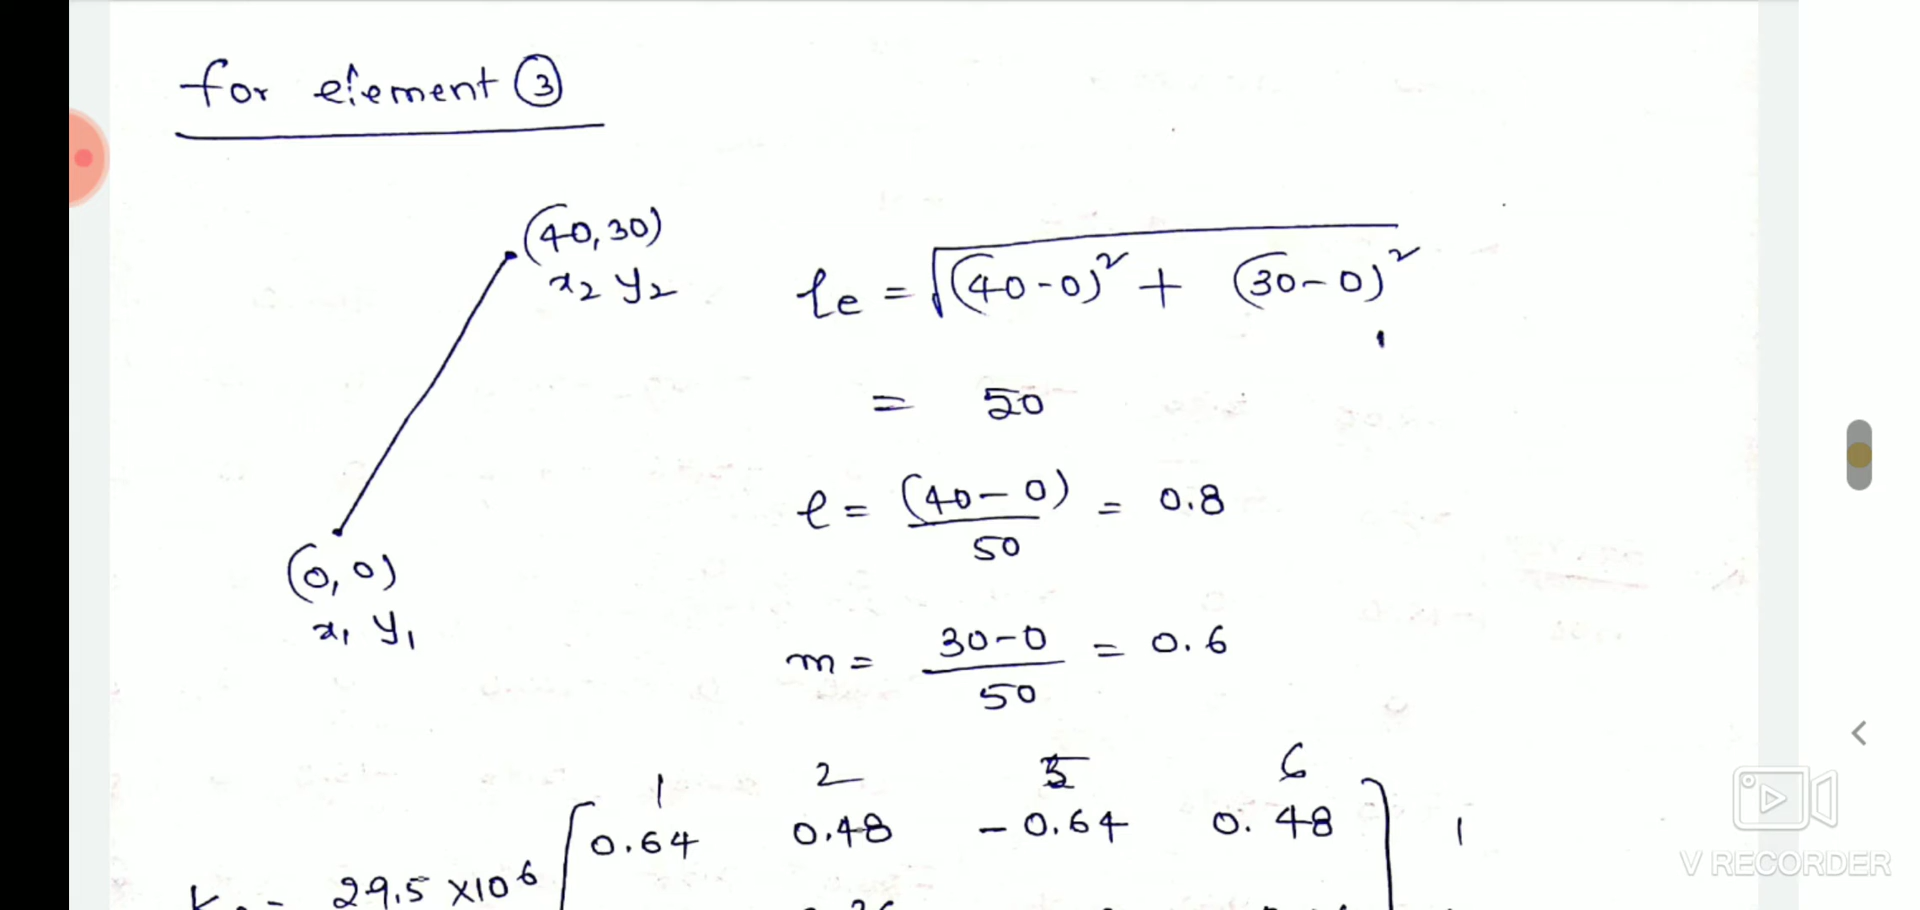 for element ③
(40,30)
x2 y2
le = √(40-0)² + (30-0)²
= 50
l = (40-0)/50 = 0.8
(0,0)
x1 y1
m = 30-0/50 = 0.6
1 2 5 6
0.64 0.48 - 0.64 0.48 1
29.5 ×10⁶
V RECORDER